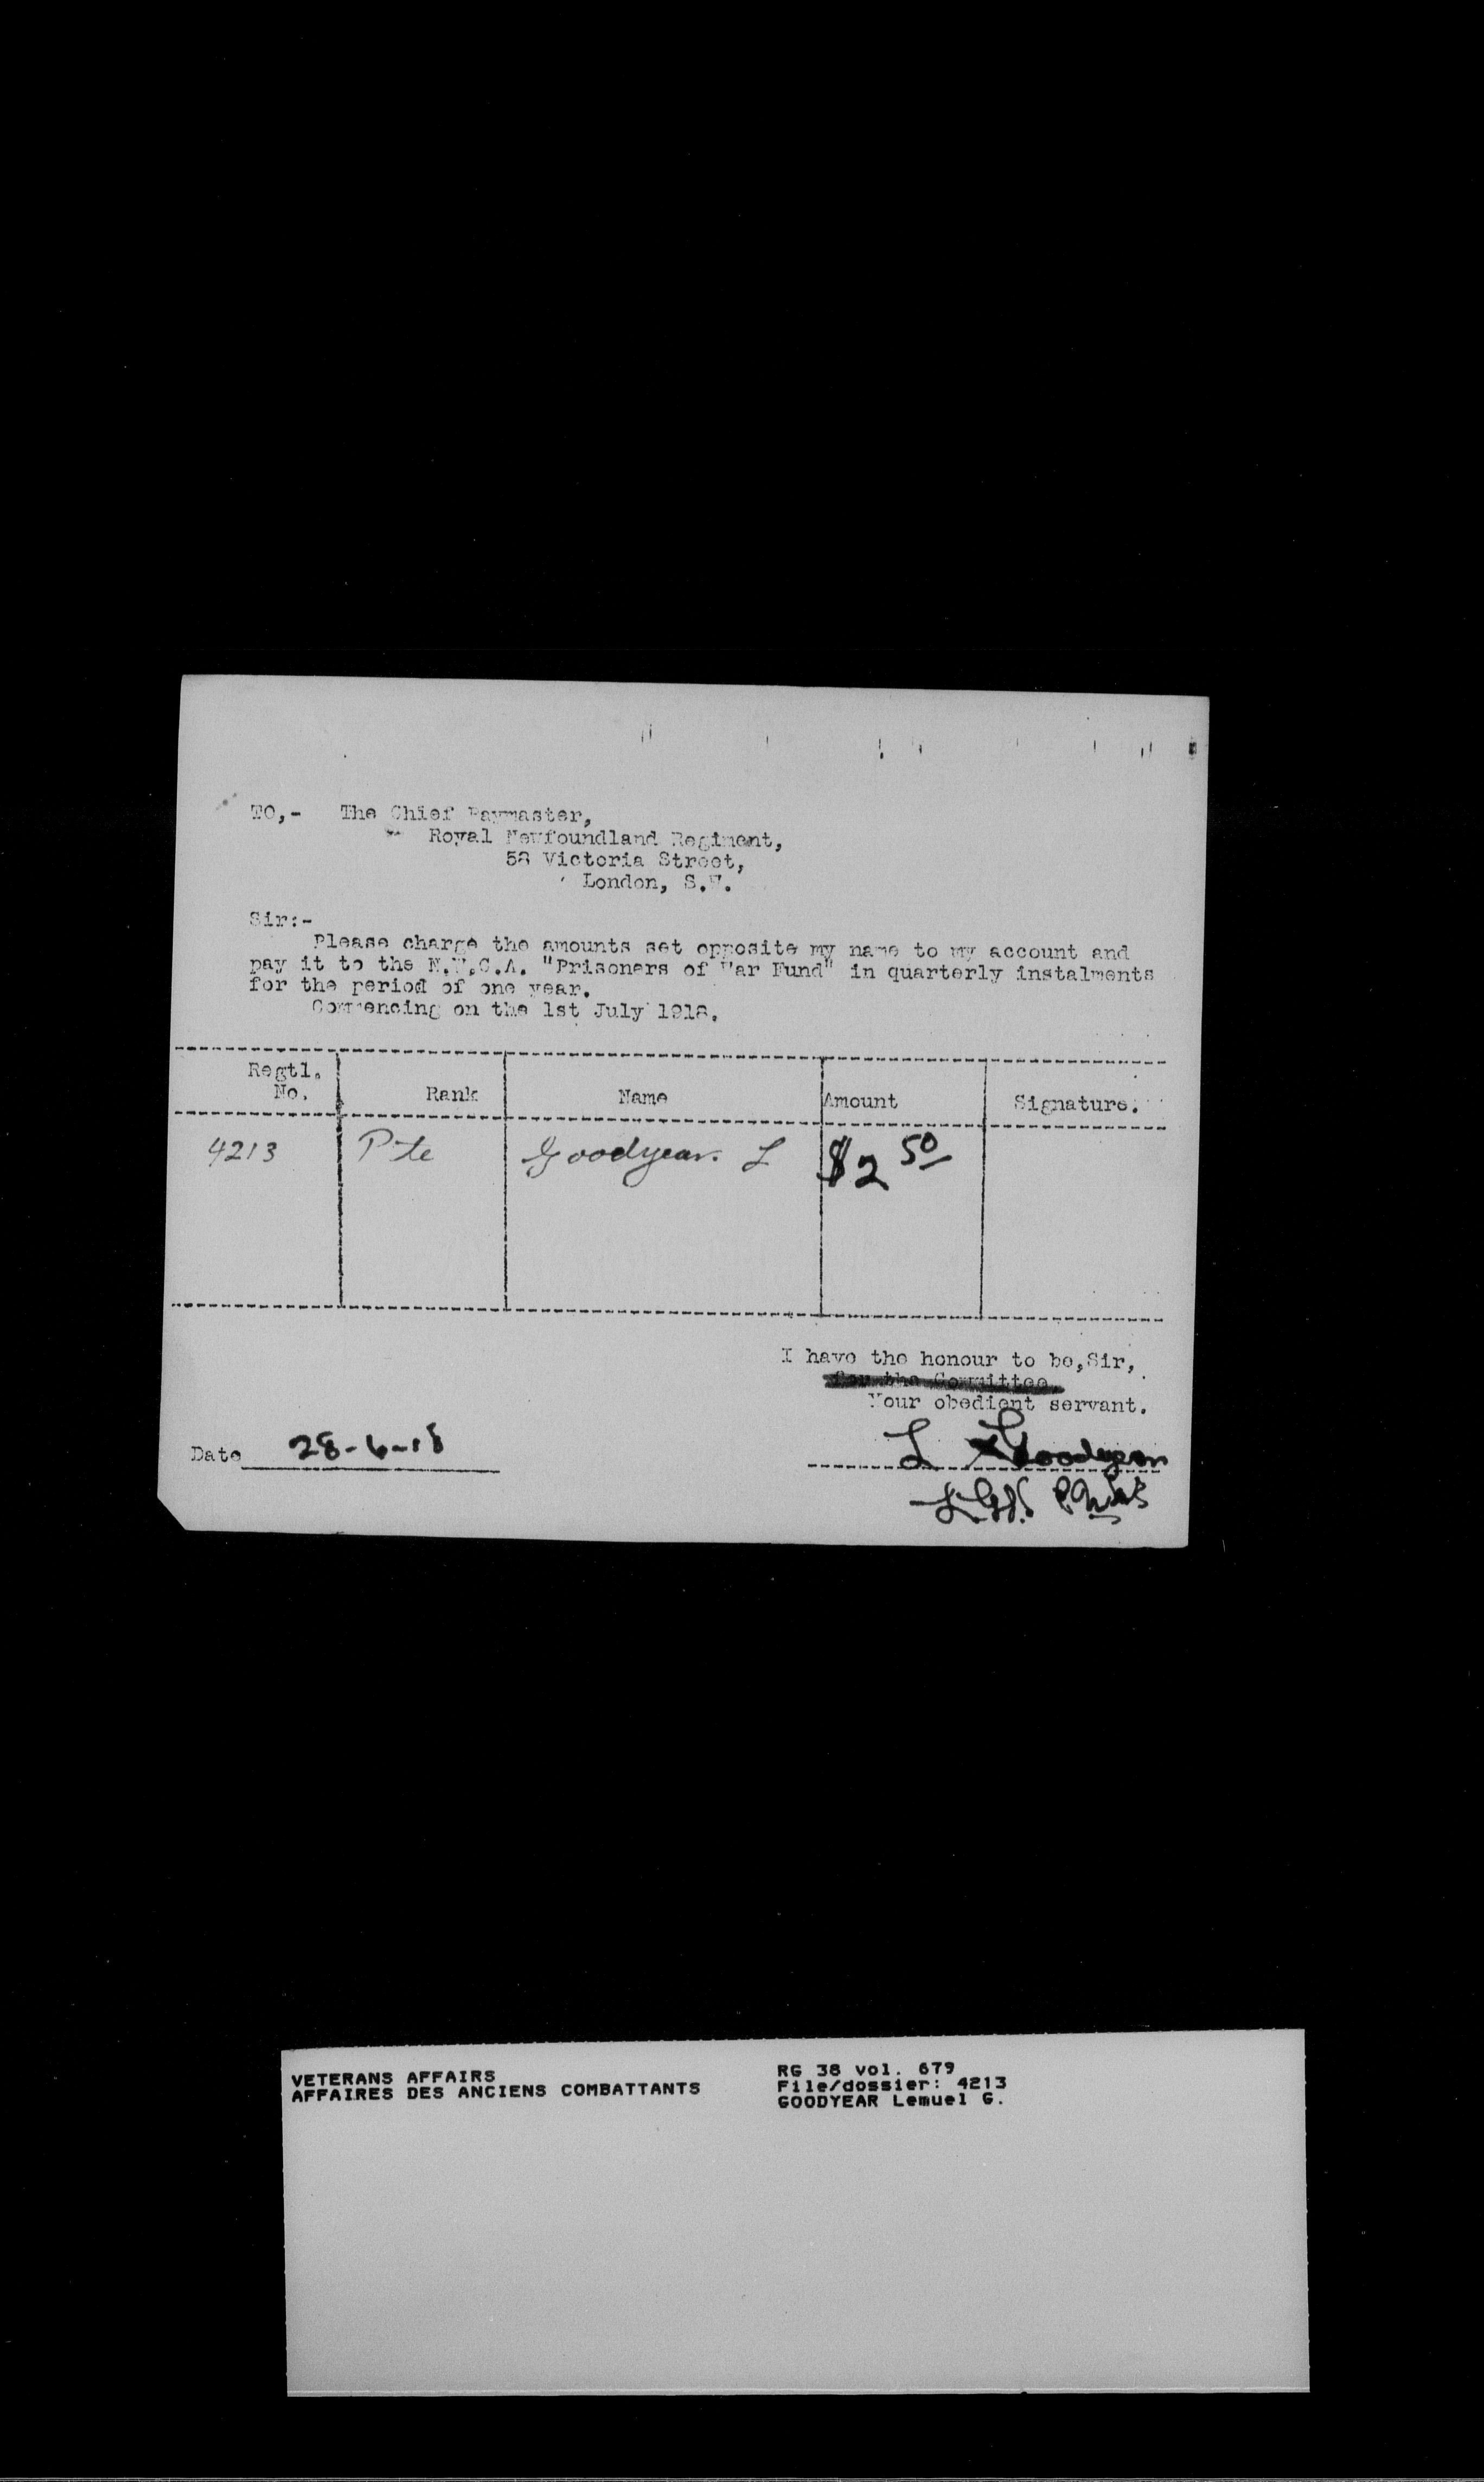 TO,- The Chief Paymaster,
Royal Newfoundland Regiment,
58 Victoria Street,
London, S.W.
Sir:-
Please charge the amounts set opposite my name to my account and
pay it to the N.W.C.A. "Prisoners of War Fund" in quarterly instalments
for the period of one year.
Commencing on the 1st July 1918.
Regtl.
No. Rank Name Amount Signature.
4213 Pte Goodyear. L $2 50
I have the honour to be,Sir,
for the Committee
Your obedient servant.
Date 28-6-18 L Goodyear
VETERANS AFFAIRS RG 38 vol. 679
AFFAIRES DES ANCIENS COMBATTANTS File/dossier: 4213
GOODYEAR Lemuel G.